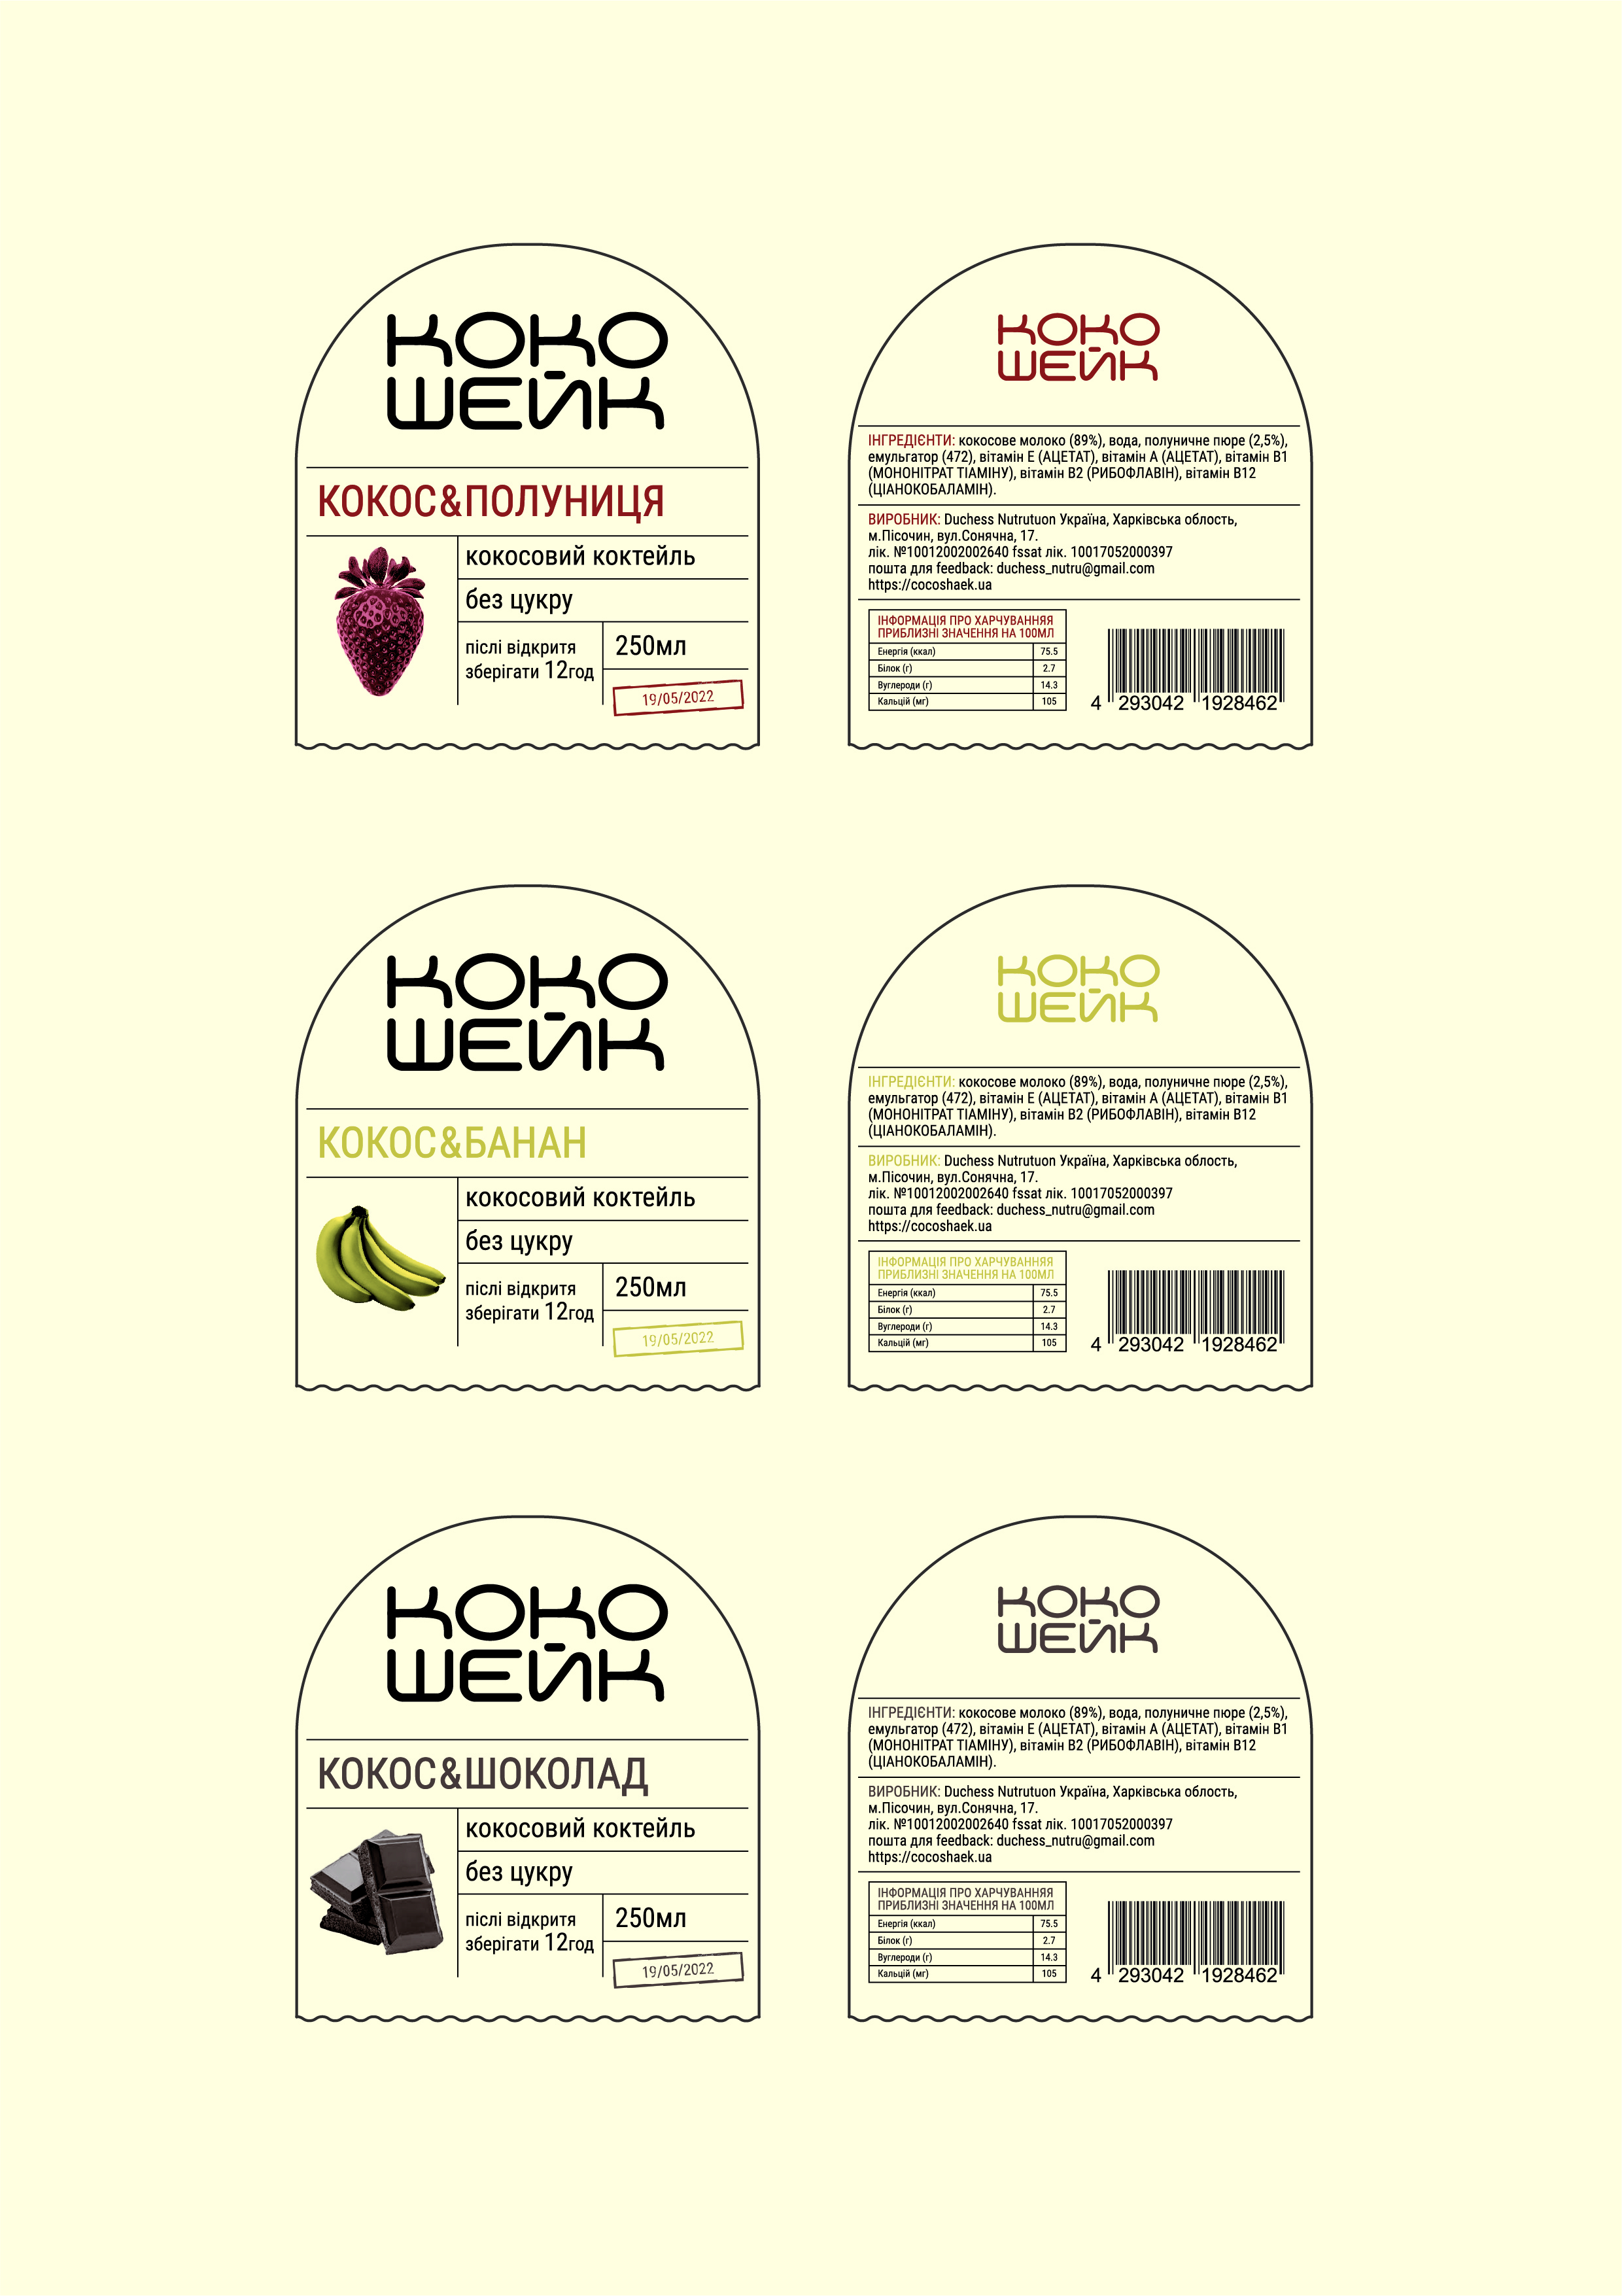 КОКО
ШЕЙК
КОКОС&ПОЛУНИЦЯ
кокосовий коктейль
без цукру
післі відкритя
зберігати 12год
250мл
19/05/2022
КОКО
ШЕЙК
ІНГРЕДІЄНТИ: кокосове молоко (89%), вода, полуничне пюре (2,5%),
емульгатор (472), вітамін Е (АЦЕТАТ), вітамін А (АЦЕТАТ), вітамін В1
(МОНОНІТРАТ ТІАМІНУ), вітамін В2 (РИБОФЛАВІН), вітамін В12
(ЦІАНОКОБАЛАМІН).
ВИРОБНИК: Duchess Nutrutuon Україна, Харківська облость,
м.Пісочин, вул.Сонячна, 17.
лік. №10012002002640 fssat лік. 10017052000397
пошта для feedback: duchess_nutru@gmail.com
https://cocoshaek.ua
ІНФОРМАЦІЯ ПРО ХАРЧУВАННЯЯ
ПРИБЛИЗНІ ЗНАЧЕННЯ НА 100МЛ
Енергія (ккал) 75.5
Білок (г) 2.7
Вуглероди (г) 14.3
Кальцій (мг) 105
4 293042 1928462
КОКО
ШЕЙК
КОКОС&БАНАН
кокосовий коктейль
без цукру
післі відкритя
зберігати 12год
250мл
19/05/2022
КОКО
ШЕЙК
ІНГРЕДІЄНТИ: кокосове молоко (89%), вода, полуничне пюре (2,5%),
емульгатор (472), вітамін Е (АЦЕТАТ), вітамін А (АЦЕТАТ), вітамін В1
(МОНОНІТРАТ ТІАМІНУ), вітамін В2 (РИБОФЛАВІН), вітамін В12
(ЦІАНОКОБАЛАМІН).
ВИРОБНИК: Duchess Nutrutuon Україна, Харківська облость,
м.Пісочин, вул.Сонячна, 17.
лік. №10012002002640 fssat лік. 10017052000397
пошта для feedback: duchess_nutru@gmail.com
https://cocoshaek.ua
ІНФОРМАЦІЯ ПРО ХАРЧУВАННЯЯ
ПРИБЛИЗНІ ЗНАЧЕННЯ НА 100МЛ
Енергія (ккал) 75.5
Білок (г) 2.7
Вуглероди (г) 14.3
Кальцій (мг) 105
4 293042 1928462
КОКО
ШЕЙК
КОКОС&ШОКОЛАД
кокосовий коктейль
без цукру
післі відкритя
зберігати 12год
250мл
19/05/2022
КОКО
ШЕЙК
ІНГРЕДІЄНТИ: кокосове молоко (89%), вода, полуничне пюре (2,5%),
емульгатор (472), вітамін Е (АЦЕТАТ), вітамін А (АЦЕТАТ), вітамін В1
(МОНОНІТРАТ ТІАМІНУ), вітамін В2 (РИБОФЛАВІН), вітамін В12
(ЦІАНОКОБАЛАМІН).
ВИРОБНИК: Duchess Nutrutuon Україна, Харківська облость,
м.Пісочин, вул.Сонячна, 17.
лік. №10012002002640 fssat лік. 10017052000397
пошта для feedback: duchess_nutru@gmail.com
https://cocoshaek.ua
ІНФОРМАЦІЯ ПРО ХАРЧУВАННЯЯ
ПРИБЛИЗНІ ЗНАЧЕННЯ НА 100МЛ
Енергія (ккал) 75.5
Білок (г) 2.7
Вуглероди (г) 14.3
Кальцій (мг) 105
4 293042 1928462